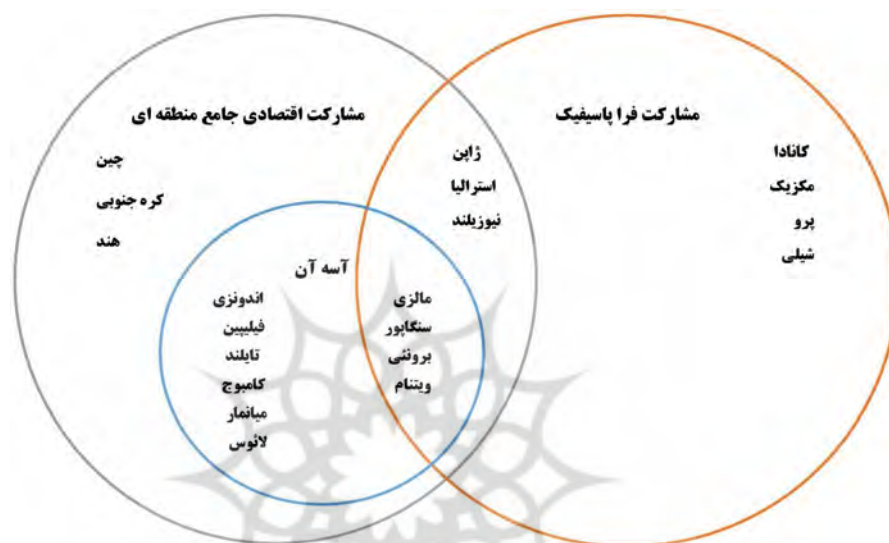 مشارکت فرا پاسیفیک
کانادا
مکزیک
پرو
شیلی
ژاپن
استرالیا
نیوزیلند
مشارکت اقتصادی جامع منطقه ای
چین
کره جنوبی
هند
آسه آن
مالزی
سنگاپور
برونئی
ویتنام
اندونزی
فیلیپین
تایلند
کامبوج
میانمار
لائوس